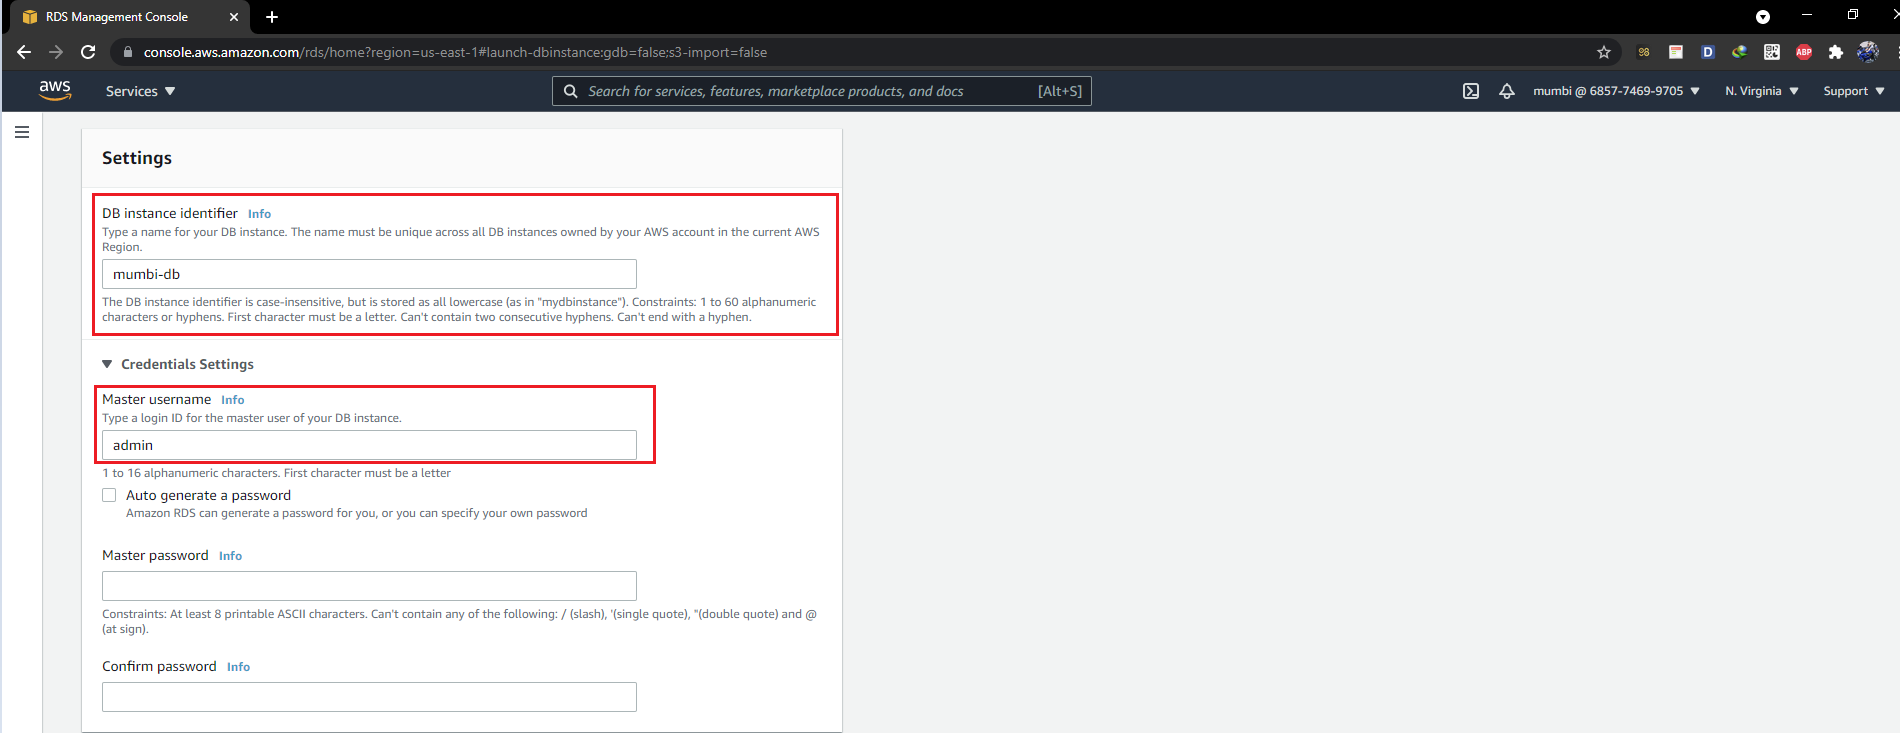 RDS Management Console
console.aws.amazon.com/rds/home?region=us-east-1#launch-dbinstance:gdb=false;s3-import=false
98
D
ABP
aws
Services
Search for services, features, marketplace products, and docs
[Alt+S]
mumbi @ 6857-7469-9705
N. Virginia
Support
Settings
DB instance identifier Info
Type a name for your DB instance. The name must be unique across all DB instances owned by your AWS account in the current AWS
Region.
mumbi-db
The DB instance identifier is case-insensitive, but is stored as all lowercase (as in "mydbinstance"). Constraints: 1 to 60 alphanumeric
characters or hyphens. First character must be a letter. Can't contain two consecutive hyphens. Can't end with a hyphen.
Credentials Settings
Master username Info
Type a login ID for the master user of your DB instance.
admin
1 to 16 alphanumeric characters. First character must be a letter
Auto generate a password
Amazon RDS can generate a password for you, or you can specify your own password
Master password Info
Constraints: At least 8 printable ASCII characters. Can't contain any of the following: / (slash), '(single quote), "(double quote) and @
(at sign).
Confirm password Info